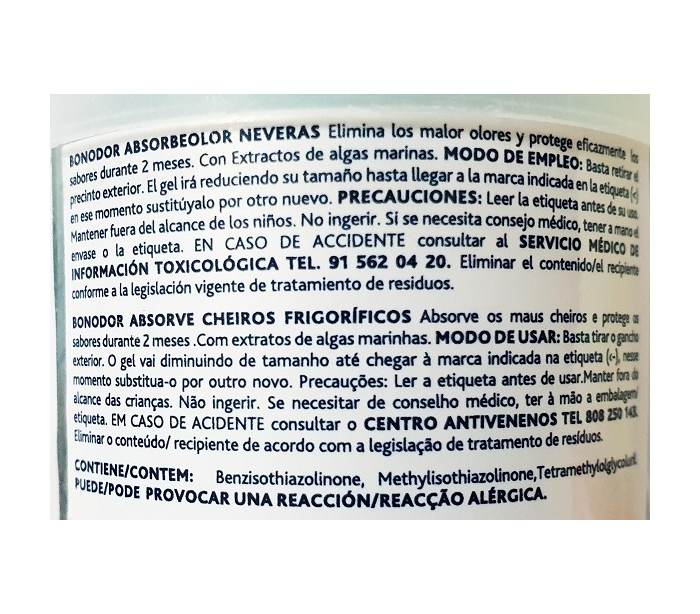 BONODOR ABSORBEOLOR NEVERAS Elimina los malor olores y protege eficazmente los
sabores durante 2 meses. Con Extractos de algas marinas. MODO DE EMPLEO: Basta retirar el
precinto exterior. El gel irá reduciendo su tamaño hasta llegar a la marca indicada en la etiqueta (<-)
en ese momento sustitúyalo por otro nuevo. PRECAUCIONES: Leer la etiqueta antes de su uso.
Mantener fuera del alcance de los niños. No ingerir. Si se necesita consejo médico, tener a mano el
envase o la etiqueta. EN CASO DE ACCIDENTE consultar al SERVICIO MÉDICO DE
INFORMACIÓN TOXICOLÓGICA TEL. 91 562 04 20. Eliminar el contenido/el recipiente
conforme a la legislación vigente de tratamiento de residuos.
BONODOR ABSORVE CHEIROS FRIGORÍFICOS Absorve os maus cheiros e protege os
sabores durante 2 meses .Com extratos de algas marinhas. MODO DE USAR: Basta tirar o gancho
exterior. O gel vai diminuindo de tamanho até chegar à marca indicada na etiqueta (<-), nesse
momento substitua-o por outro novo. Precauções: Ler a etiqueta antes de usar.Manter fora do
alcance das crianças. Não ingerir. Se necesitar de conselho médico, ter à mão a embalagem/
etiqueta. EM CASO DE ACIDENTE consultar o CENTRO ANTIVENENOS TEL 808 250 143.
Eliminar o conteúdo/ recipiente de acordo com a legislação de tratamento de resíduos.
CONTIENE/CONTEM: Benzisothiazolinone, Methylisothiazolinone,Tetramethylolglycoluril.
PUEDE/PODE PROVOCAR UNA REACCIÓN/REACÇÃO ALÉRGICA.